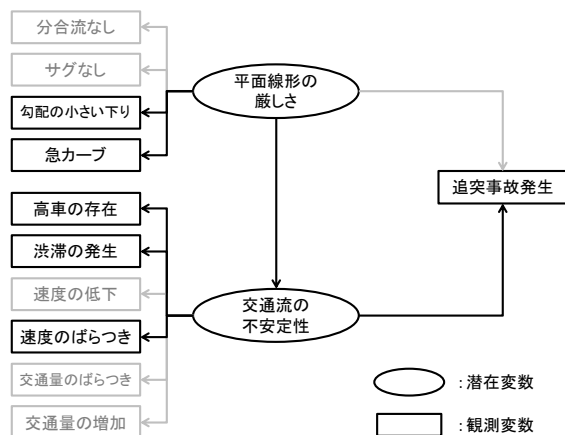 分合流なし
サグなし
勾配の小さい下り
急カーブ
高車の存在
渋滞の発生
速度の低下
速度のばらつき
交通量のばらつき
交通量の増加
平面線形の
厳しさ
交通流の
不安定性
追突事故発生
：潜在変数
：観測変数